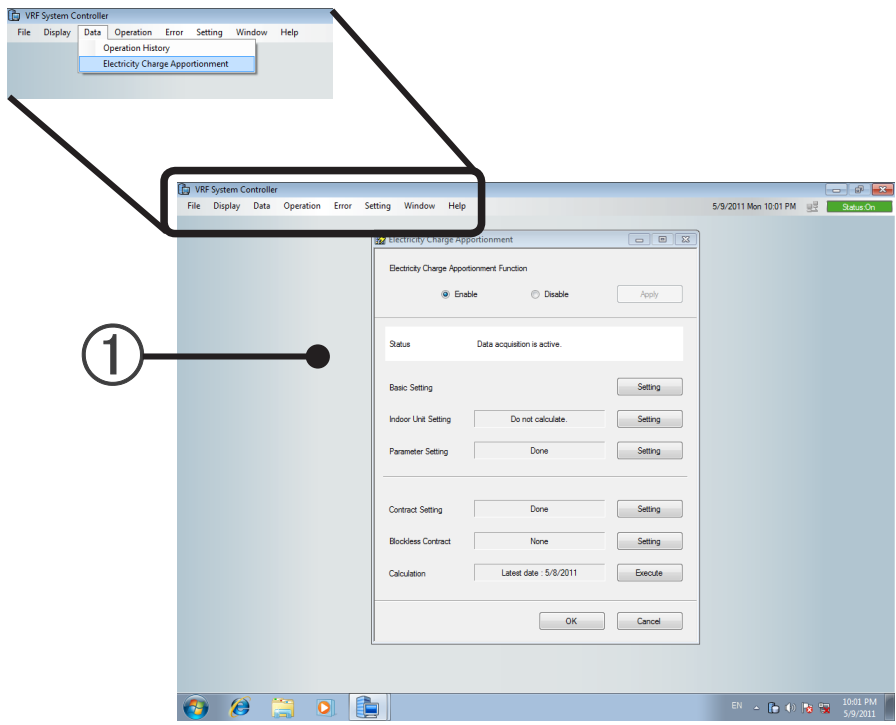 VRF System Controller
File Display Data Operation Error Setting Window Help
Operation History
Electricity Charge Apportionment
VRF System Controller
File Display Data Operation Error Setting Window Help
5/9/2011 Mon 10:01 PM Status:On
Electricity Charge Apportionment
Electricity Charge Apportionment Function
Enable Disable Apply
①
Status Data acquisition is active.
Basic Setting Setting
Indoor Unit Setting Do not calculate. Setting
Parameter Setting Done Setting
Contract Setting Done Setting
Blockless Contract None Setting
Calculation Latest date : 5/8/2011 Execute
OK Cancel
EN 10:01 PM
5/9/2011